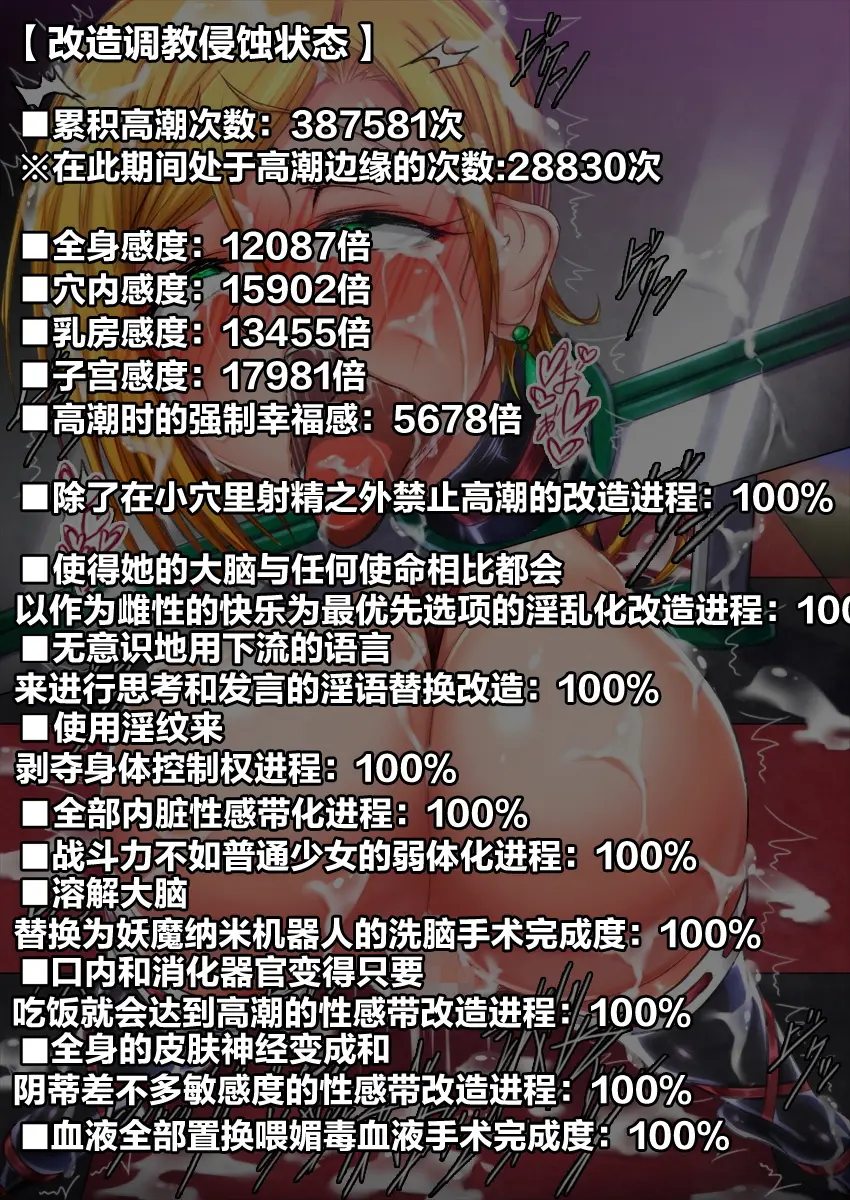 【改造调教侵蚀状态】
■累积高潮次数：387581次
※在此期间处于高潮边缘的次数:28830次
■全身感度：12087倍
■穴内感度：15902倍
■乳房感度：13455倍
■子宫感度：17981倍
■高潮时的强制幸福感：5678倍
■除了在小穴里射精之外禁止高潮的改造进程：100%
■使得她的大脑与任何使命相比都会
以作为雌性的快乐为最优先选项的淫乱化改造进程：100
■无意识地用下流的语言
来进行思考和发言的淫语替换改造：100%
■使用淫纹来
剥夺身体控制权进程：100%
■全部内脏性感带化进程：100%
■战斗力不如普通少女的弱体化进程：100%
■溶解大脑
替换为妖魔纳米机器人的洗脑手术完成度：100%
■口内和消化器官变得只要
吃饭就会达到高潮的性感带改造进程：100%
■全身的皮肤神经变成和
阴蒂差不多敏感度的性感带改造进程：100%
■血液全部置换喂媚毒血液手术完成度：100%